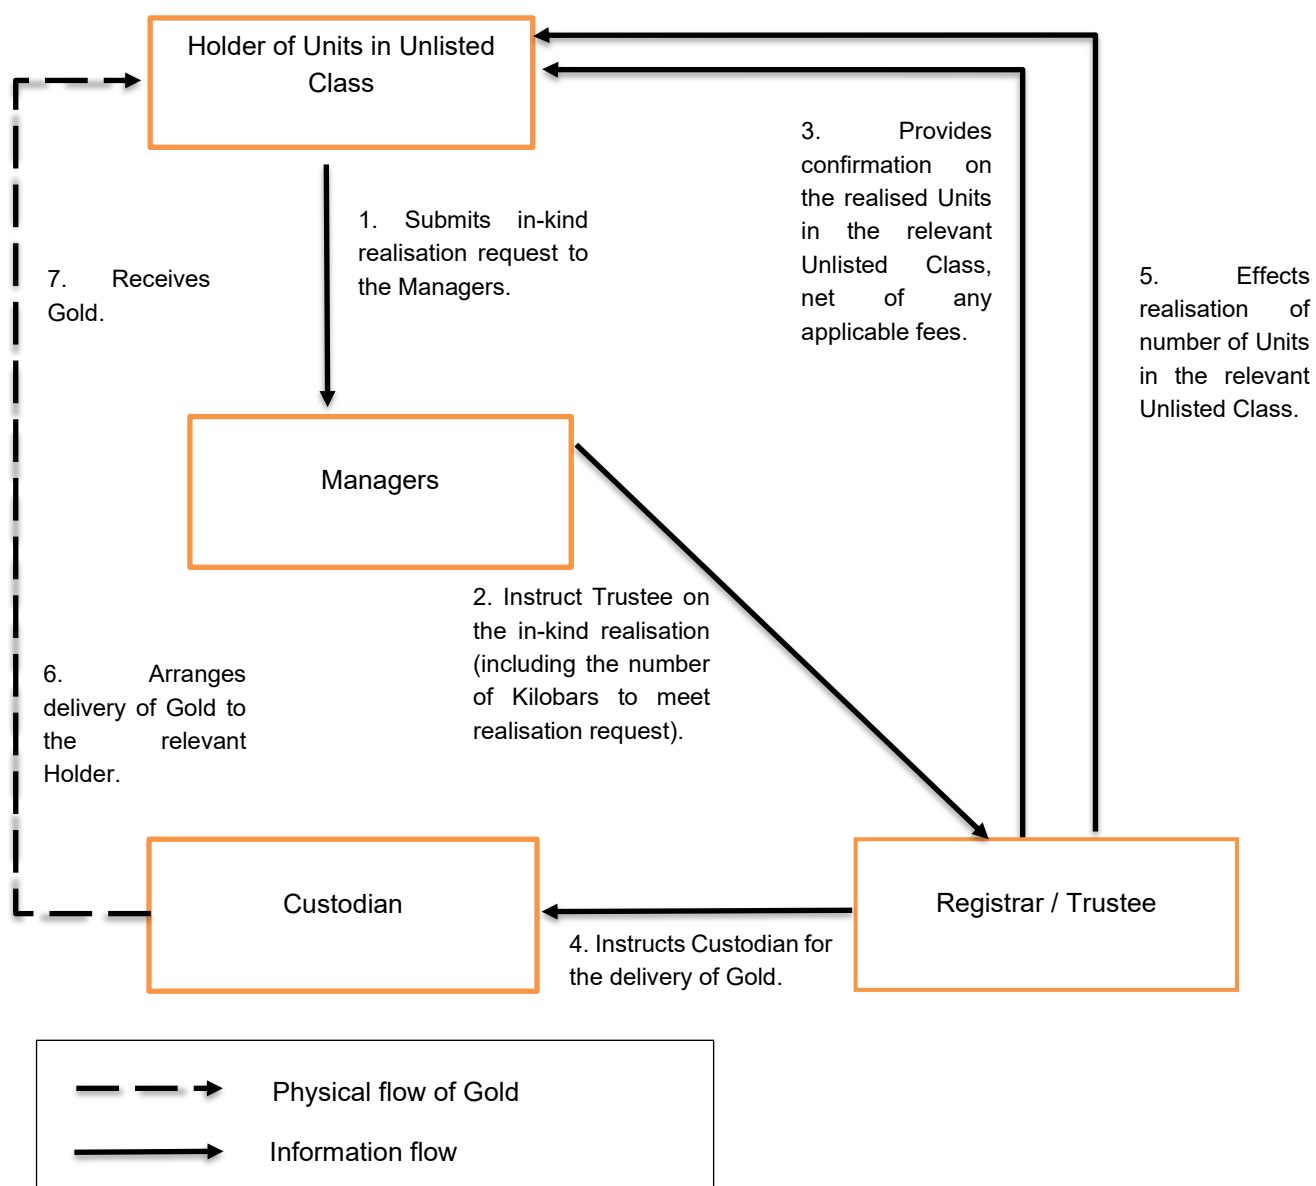 Holder of Units in Unlisted
Class
1. Submits in-kind
realisation request to
the Managers.
3. Provides
confirmation on
the realised Units
in the relevant
Unlisted Class,
net of any
applicable fees.
5. Effects
realisation of
number of Units
in the relevant
Unlisted Class.
7. Receives
Gold.
Managers
2. Instruct Trustee on
the in-kind realisation
(including the number
of Kilobars to meet
realisation request).
6. Arranges
delivery of Gold to
the relevant
Holder.
Custodian
Registrar / Trustee
4. Instructs Custodian for
the delivery of Gold.
Physical flow of Gold
Information flow